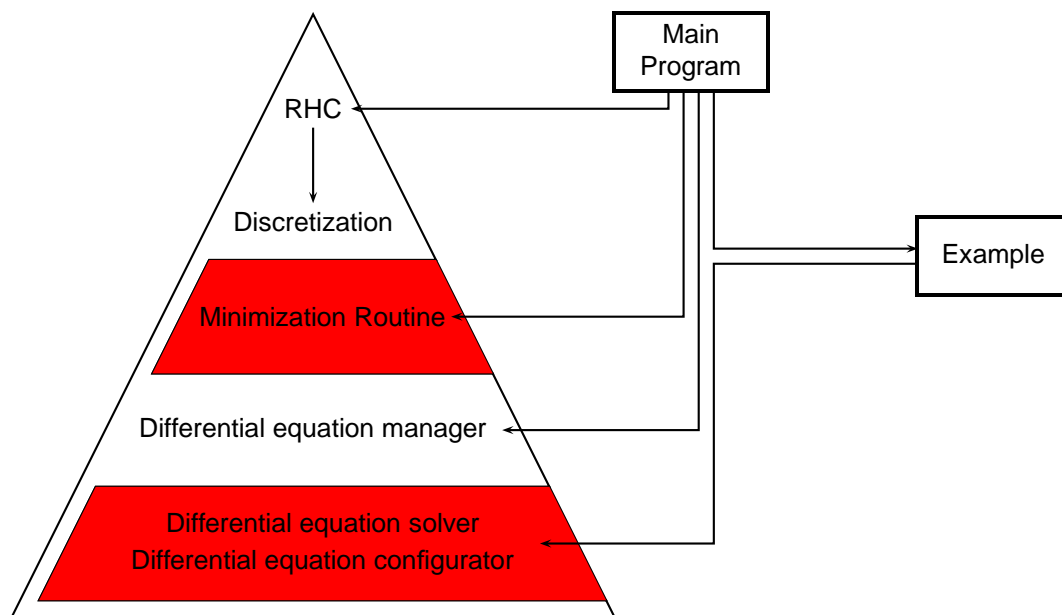 Main
Program
RHC
Discretization
Example
Minimization Routine
Differential equation manager
Differential equation solver
Differential equation configurator